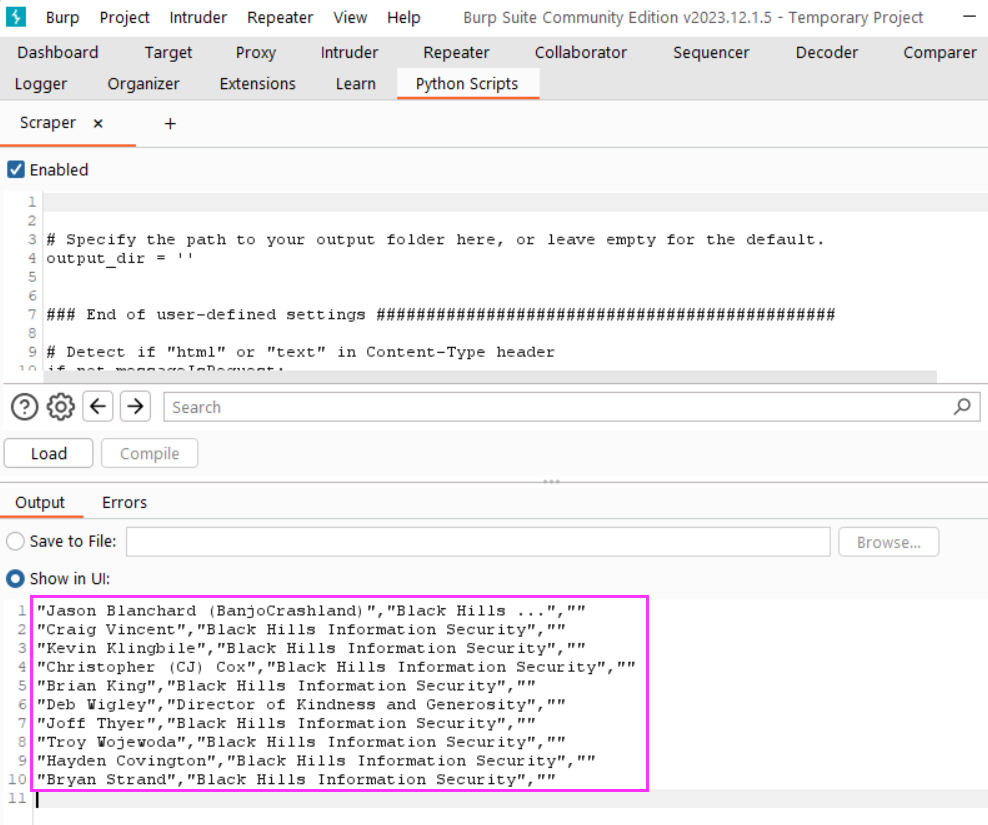 Burp Project Intruder Repeater View Help Burp Suite Community Edition v2023.12.1.5 - Temporary Project
Dashboard Target Proxy Intruder Repeater Collaborator Sequencer Decoder Comparer
Logger Organizer Extensions Learn Python Scripts
Scraper × +
Enabled
1
2
3 # Specify the path to your output folder here, or leave empty for the default.
4 output_dir = ''
5
6
7 ### End of user-defined settings ##############################################
8
9 # Detect if "html" or "text" in Content-Type header
10 if not messageIsRequest:
Search
Load Compile
Output Errors
Save to File: Browse...
Show in UI:
1 "Jason Blanchard (BanjoCrashland)","Black Hills ...",""
2 "Craig Vincent","Black Hills Information Security",""
3 "Kevin Klingbile","Black Hills Information Security",""
4 "Christopher (CJ) Cox","Black Hills Information Security",""
5 "Brian King","Black Hills Information Security",""
6 "Deb Wigley","Director of Kindness and Generosity",""
7 "Joff Thyer","Black Hills Information Security",""
8 "Troy Wojewoda","Black Hills Information Security",""
9 "Hayden Covington","Black Hills Information Security",""
10 "Bryan Strand","Black Hills Information Security",""
11